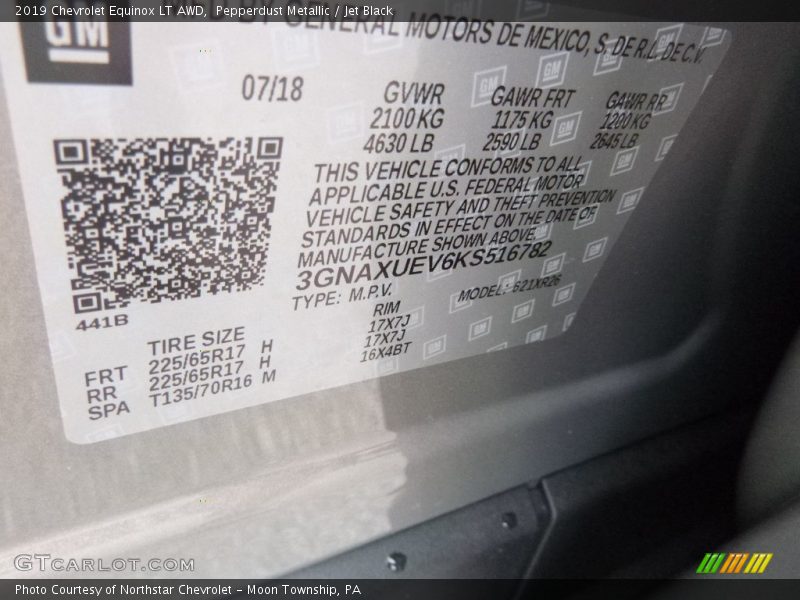 2019 Chevrolet Equinox LT AWD, Pepperdust Metallic / Jet Black
GM
BY GENERAL MOTORS DE MEXICO, S. DE R.L. DE C.V.
07/18
GVWR GAWR FRT GAWR RR
2100 KG 1175 KG 1200 KG
4630 LB 2590 LB 2645 LB
THIS VEHICLE CONFORMS TO ALL
APPLICABLE U.S. FEDERAL MOTOR
VEHICLE SAFETY AND THEFT PREVENTION
STANDARDS IN EFFECT ON THE DATE OF
MANUFACTURE SHOWN ABOVE.
3GNAXUEV6KS516782
TYPE: M.P.V. MODEL: 621XR26
441B
TIRE SIZE RIM
FRT 225/65R17 H 17X7J
RR 225/65R17 H 17X7J
SPA T135/70R16 M 16X4BT
GTCARLOT.COM
Photo Courtesy of Northstar Chevrolet - Moon Township, PA